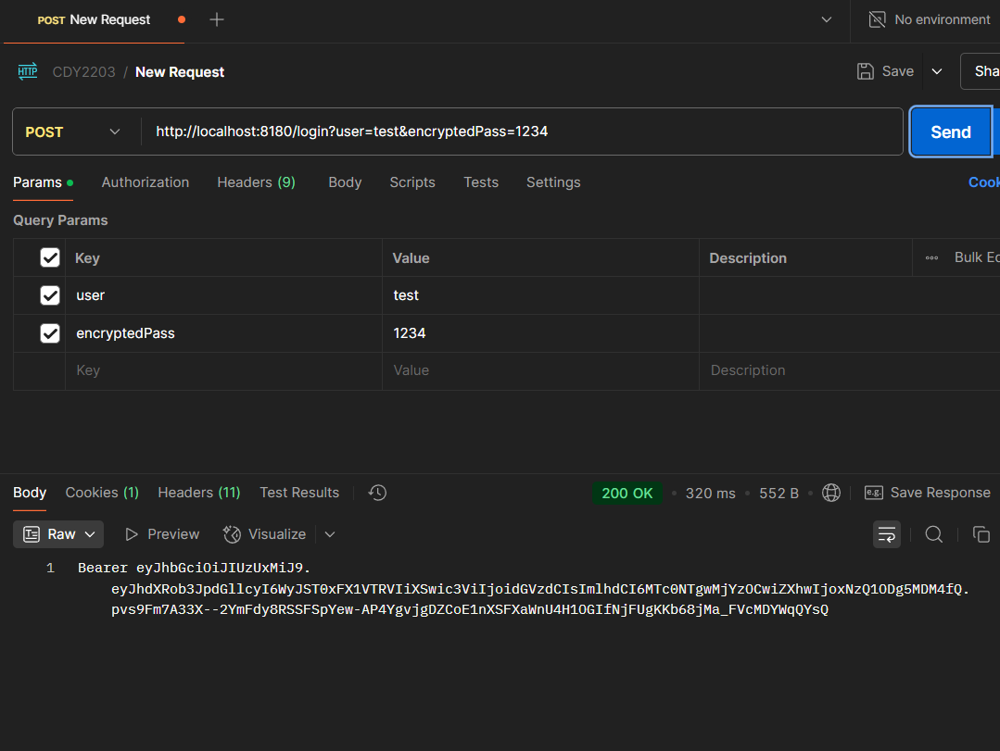 POST New Request
No environment
HTTP CDY2203 / New Request
Save
Sha
POST http://localhost:8180/login?user=test&encryptedPass=1234
Send
Params Authorization Headers (9) Body Scripts Tests Settings
Cook
Query Params
Key Value Description Bulk Ed
user test
encryptedPass 1234
Key Value Description
Body Cookies (1) Headers (11) Test Results
200 OK 320 ms 552 B e.g. Save Response
Raw Preview Visualize
1 Bearer eyJhbGciOiJIUzUxMiJ9.
eyJhdXRob3JpdGllcyI6WyJST0xFX1VTRVIiXSwic3ViIjoidGVzdCIsImlhdCI6MTc0NTgwMjYzOCwiZXhwIjoxNzQ1ODg5MDM4fQ.
pvs9Fm7A33X--2YmFdy8RSSFSpYew-AP4YgvjgDZCoE1nXSFXaWnU4H1OGIfNjFUgKKb68jMa_FVcMDYWqQYsQ